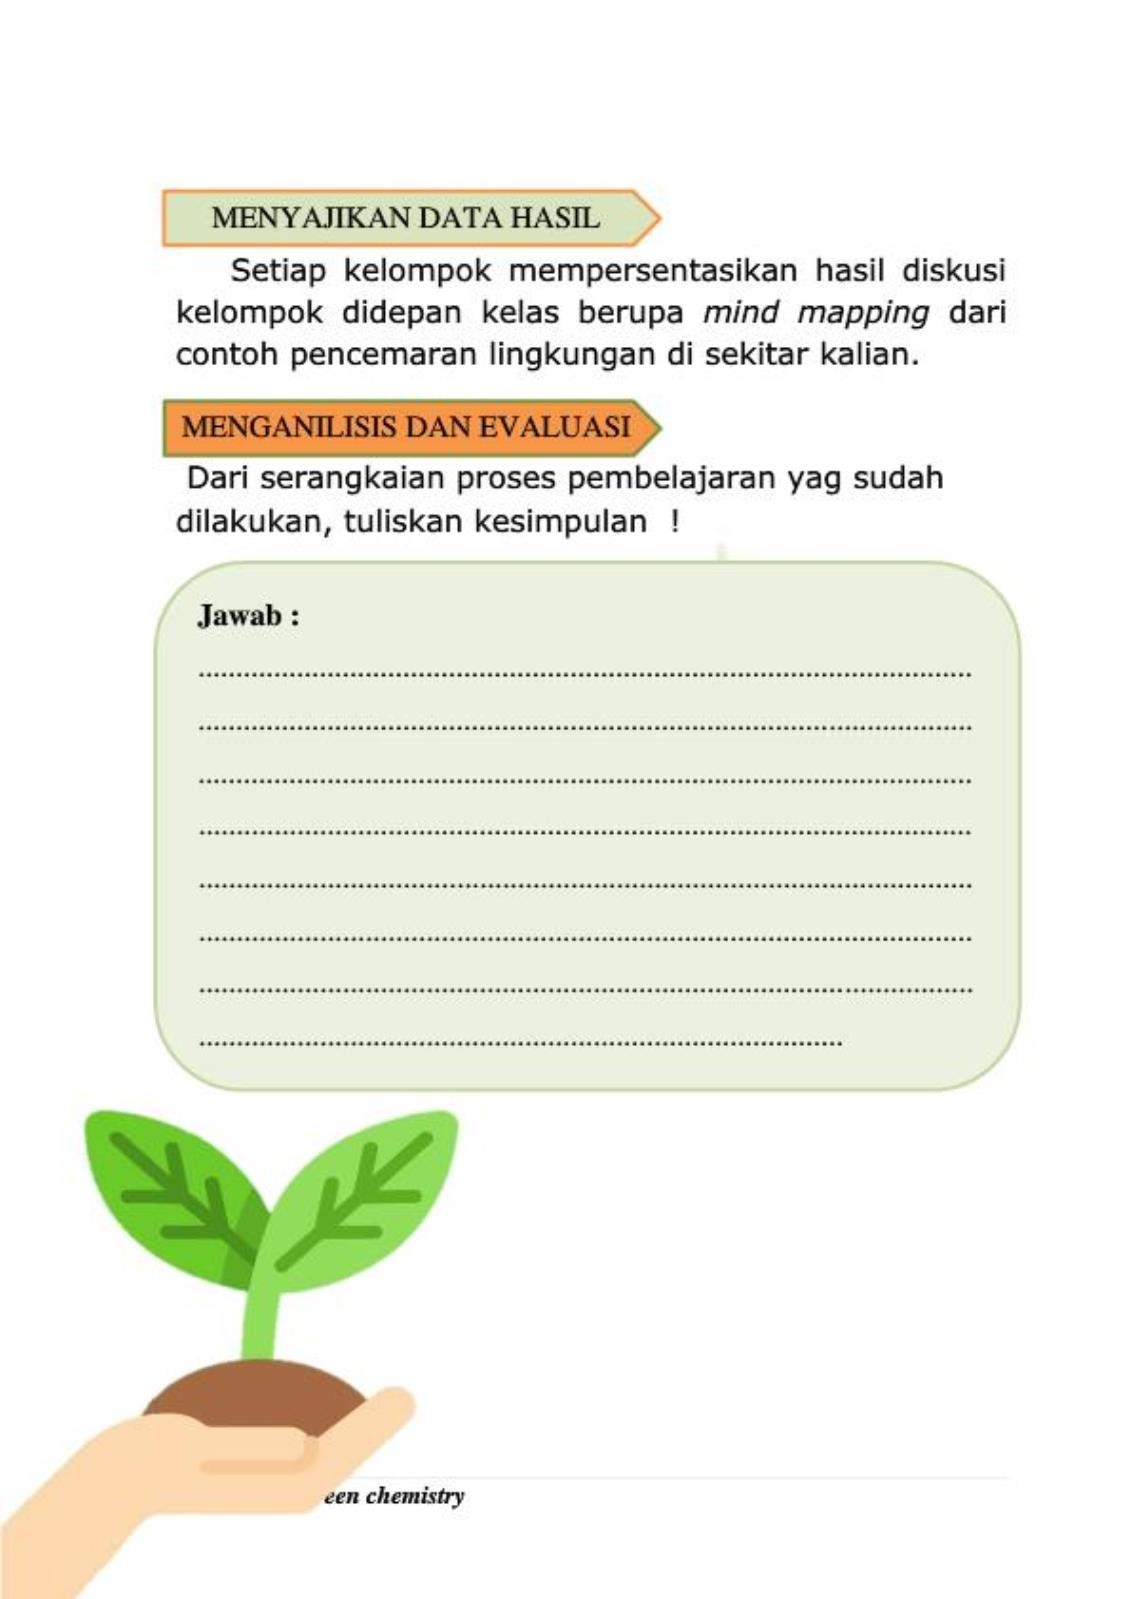 MENYAJIKAN DATA HASIL
Setiap kelompok mempersentasikan hasil diskusi
kelompok didepan kelas berupa mind mapping dari
contoh pencemaran lingkungan di sekitar kalian.
MENGANILISIS DAN EVALUASI
Dari serangkaian proses pembelajaran yag sudah
dilakukan, tuliskan kesimpulan !
Jawab :
een chemistry